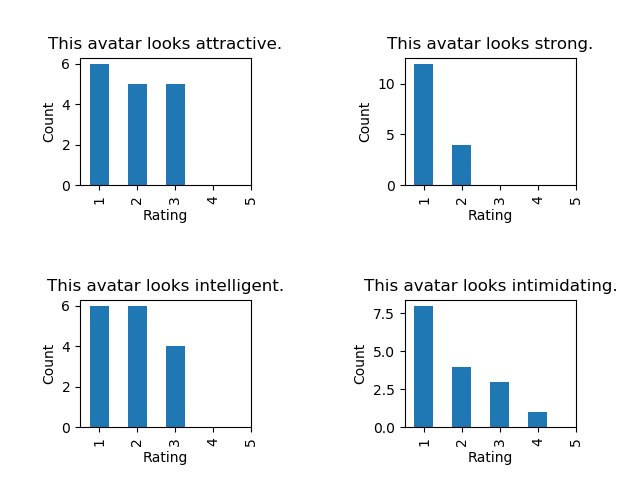 This avatar looks attractive.
6
4
2
0
Count
1 2 3 4 5
Rating
This avatar looks strong.
10
5
0
Count
1 2 3 4 5
Rating
This avatar looks intelligent.
6
4
2
0
Count
1 2 3 4 5
Rating
This avatar looks intimidating.
7.5
5.0
2.5
0.0
Count
1 2 3 4 5
Rating